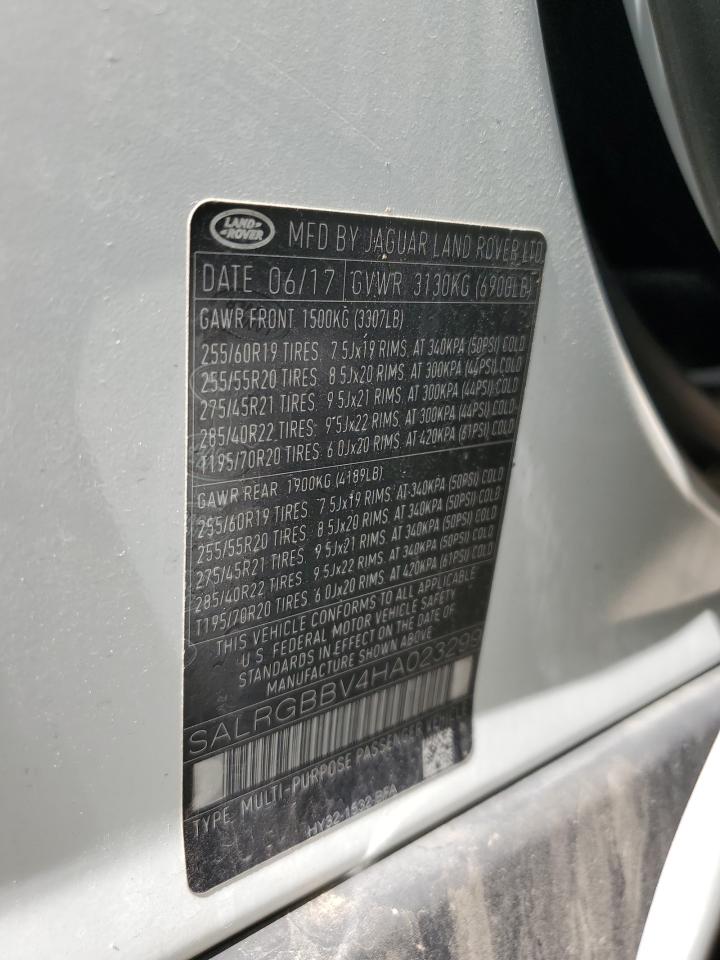 LAND ROVER
MFD BY JAGUAR LAND ROVER LTD
DATE 06/17 GVWR 3130KG (6900LB)
GAWR FRONT 1500KG (3307LB)
255/60R19 TIRES 7.5Jx19 RIMS AT 340KPA (50PSI) COLD
255/55R20 TIRES 8.5Jx20 RIMS AT 300KPA (44PSI) COLD
275/45R21 TIRES 9.5Jx21 RIMS AT 300KPA (44PSI) COLD
285/40R22 TIRES 9.5Jx22 RIMS AT 300KPA (44PSI) COLD
T195/70R20 TIRES 6.0Jx20 RIMS AT 420KPA (61PSI) COLD
GAWR REAR 1900KG (4189LB)
255/60R19 TIRES 7.5Jx19 RIMS AT 340KPA (50PSI) COLD
255/55R20 TIRES 8.5Jx20 RIMS AT 340KPA (50PSI) COLD
275/45R21 TIRES 9.5Jx21 RIMS AT 340KPA (50PSI) COLD
285/40R22 TIRES 9.5Jx22 RIMS AT 340KPA (50PSI) COLD
T195/70R20 TIRES 6.0Jx20 RIMS AT 420KPA (61PSI) COLD
THIS VEHICLE CONFORMS TO ALL APPLICABLE
U.S. FEDERAL MOTOR VEHICLE SAFETY
STANDARDS IN EFFECT ON THE DATE OF
MANUFACTURE SHOWN ABOVE
SALRGBBV4HA023299
TYPE: MULTI-PURPOSE PASSENGER VEHICLE
HY32-1532-BFA